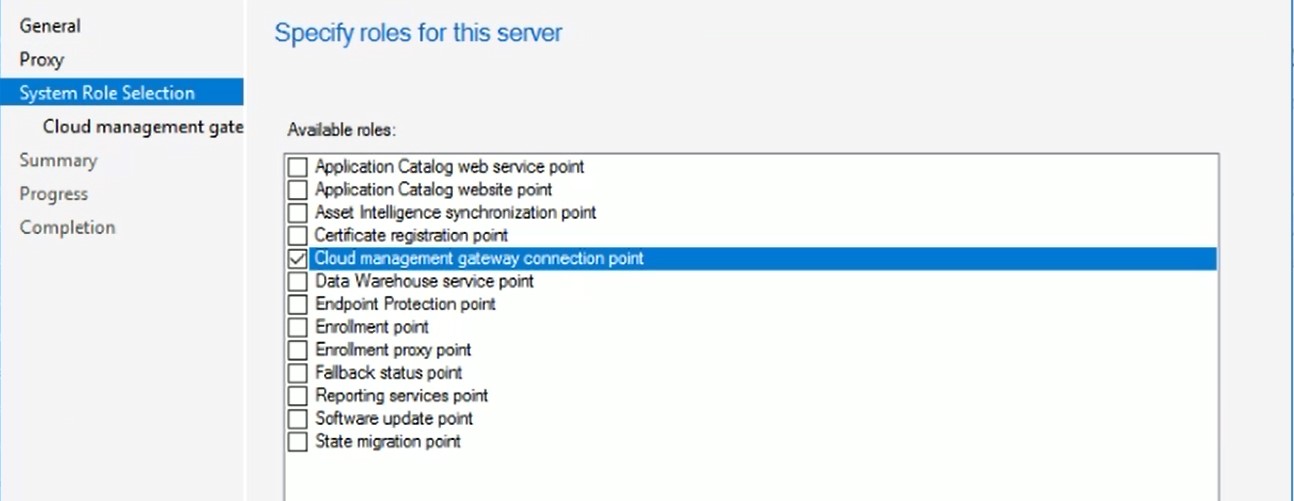 General
Proxy
System Role Selection
Cloud management gate
Summary
Progress
Completion
Specify roles for this server
Available roles:
Application Catalog web service point
Application Catalog website point
Asset Intelligence synchronization point
Certificate registration point
Cloud management gateway connection point
Data Warehouse service point
Endpoint Protection point
Enrollment point
Enrollment proxy point
Fallback status point
Reporting services point
Software update point
State migration point